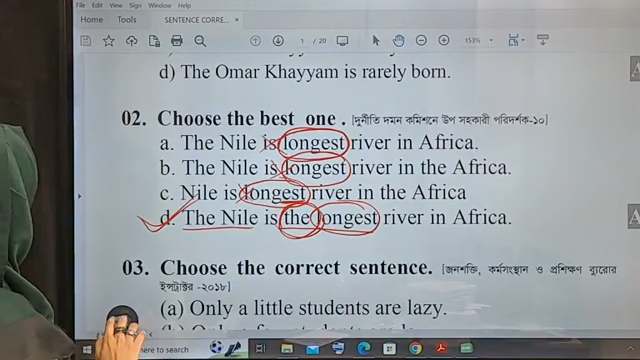 File Edit View Sign Window Help
Home Tools SENTENCE CORRE... ×
1 / 20 153%
d) The Omar Khayyam is rarely born.
02. Choose the best one . [দুর্নীতি দমন কমিশনে উপ সহকারী পরিদর্শক-১০]
a. The Nile is longest river in Africa.
b. The Nile is longest river in the Africa.
c. Nile is longest river in the Africa
d. The Nile is the longest river in Africa.
03. Choose the correct sentence. [জনশক্তি, কর্মসংস্থান ও প্রশিক্ষণ ব্যুরোর
ইন্সট্রাক্টর -২০১৮]
(a) Only a little students are lazy.
here to search